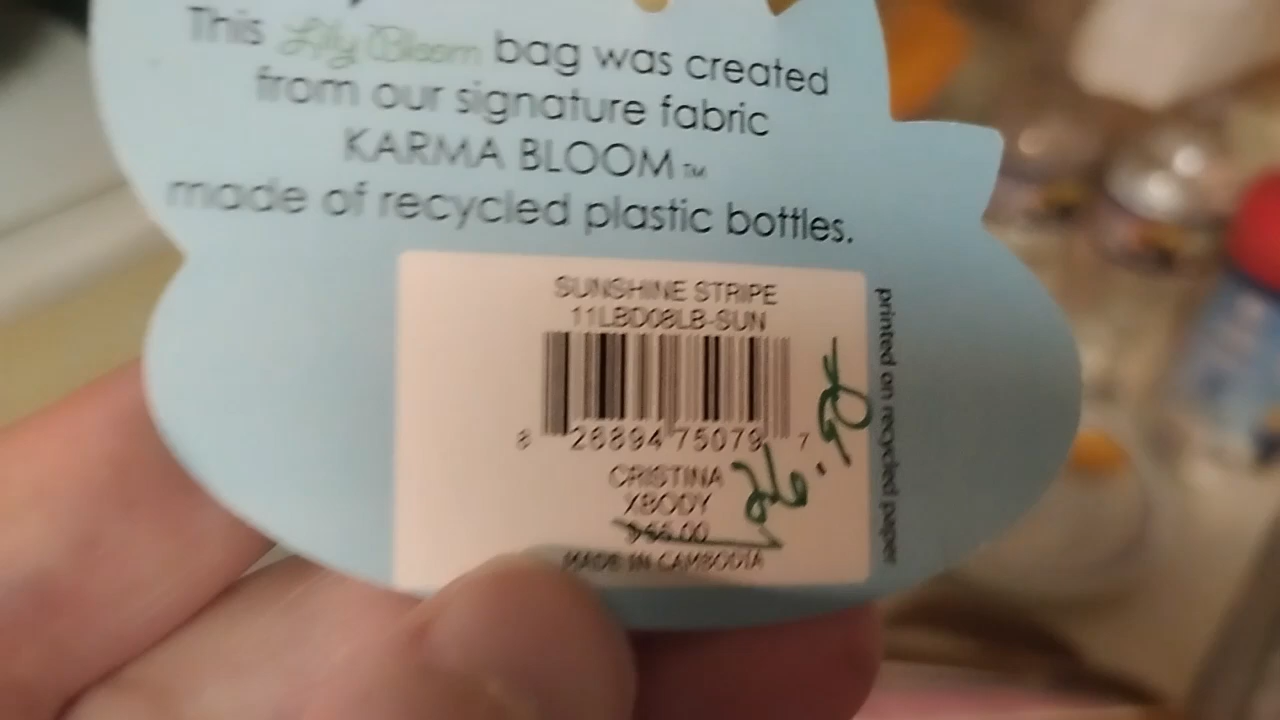 This Lily Bloom bag was created
from our signature fabric
KARMA BLOOM™
made of recycled plastic bottles.
SUNSHINE STRIPE
11LBD08LB-SUN
8 26894 75079 7
CRISTINA
XBODY
MADE IN CAMBODIA
printed on recycled paper